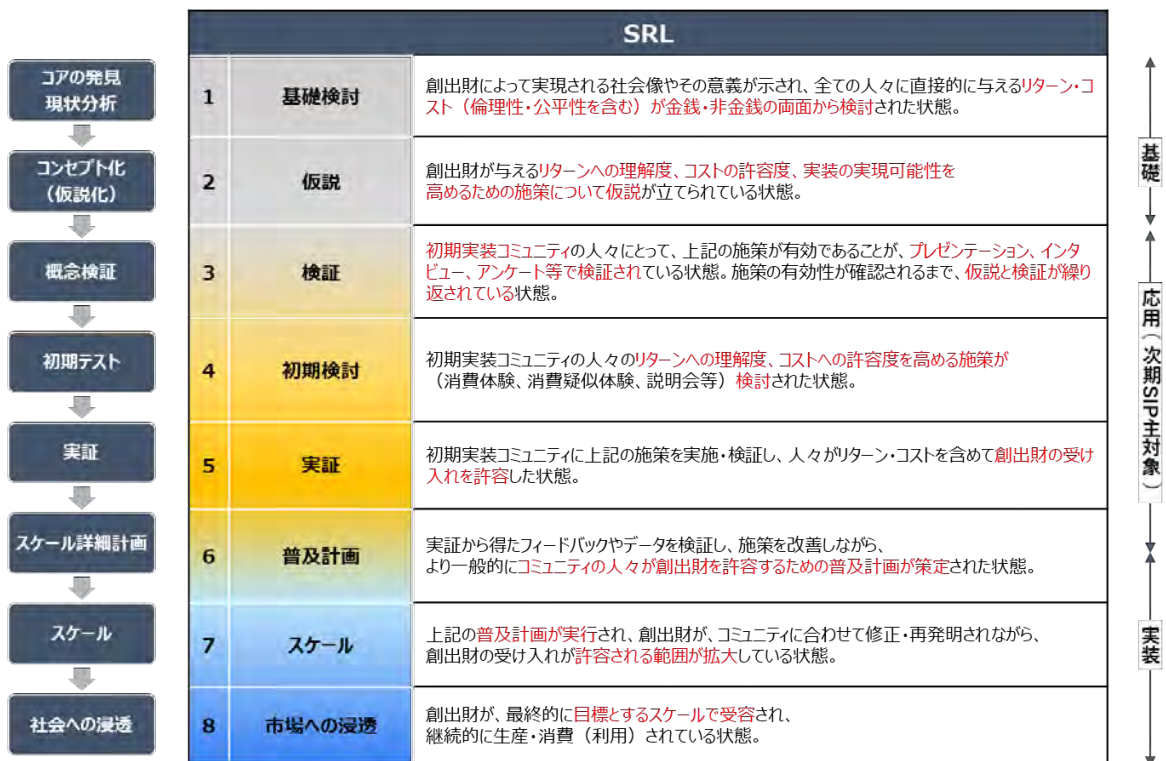 SRL
コアの発見
現状分析
1
基礎検討
創出財によって実現される社会像やその意義が示され、全ての人々に直接的に与えるリターン・コ
スト（倫理性・公平性を含む）が金銭・非金銭の両面から検討された状態。
コンセプト化
（仮説化）
2
仮説
創出財が与えるリターンへの理解度、コストの許容度、実装の実現可能性を
高めるための施策について仮説が立てられている状態。
概念検証
3
検証
初期実装コミュニティの人々にとって、上記の施策が有効であることが、プレゼンテーション、インタ
ビュー、アンケート等で検証されている状態。施策の有効性が確認されるまで、仮説と検証が繰り
返されている状態。
初期テスト
4
初期検討
初期実装コミュニティの人々のリターンへの理解度、コストへの許容度を高める施策が
（消費体験、消費疑似体験、説明会等）検討された状態。
実証
5
実証
初期実装コミュニティに上記の施策を実施・検証し、人々がリターン・コストを含めて創出財の受け
入れを許容した状態。
スケール詳細計画
6
普及計画
実証から得たフィードバックやデータを検証し、施策を改善しながら、
より一般的にコミュニティの人々が創出財を許容するための普及計画が策定された状態。
スケール
7
スケール
上記の普及計画が実行され、創出財が、コミュニティに合わせて修正・再発明されながら、
創出財の受け入れが許容される範囲が拡大している状態。
社会への浸透
8
市場への浸透
創出財が、最終的に目標とするスケールで受容され、
継続的に生産・消費（利用）されている状態。
基礎
応用（次期SIP主対象）
実装